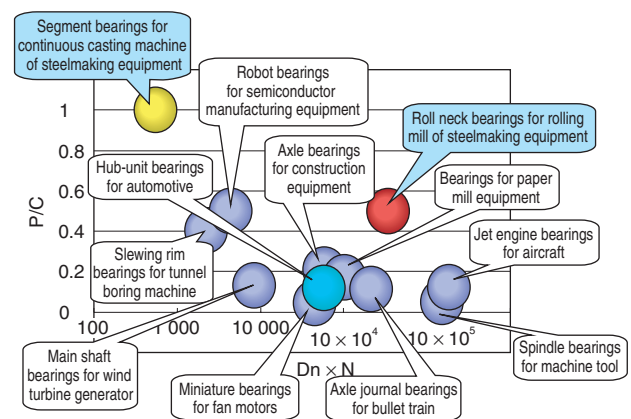 Segment bearings for
continuous casting machine
of steelmaking equipment
Robot bearings
for semiconductor
manufacturing equipment
Roll neck bearings for rolling
mill of steelmaking equipment
Hub-unit bearings
for automotive
Axle bearings
for construction
equipment
Bearings for paper
mill equipment
Slewing rim
bearings for tunnel
boring machine
Jet engine bearings
for aircraft
P/C
1
0.8
0.6
0.4
0.2
0
100
1 000
10 000
10 × 10⁴
10 × 10⁵
Dn × N
Main shaft
bearings for wind
turbine generator
Miniature bearings
for fan motors
Axle journal bearings
for bullet train
Spindle bearings
for machine tool